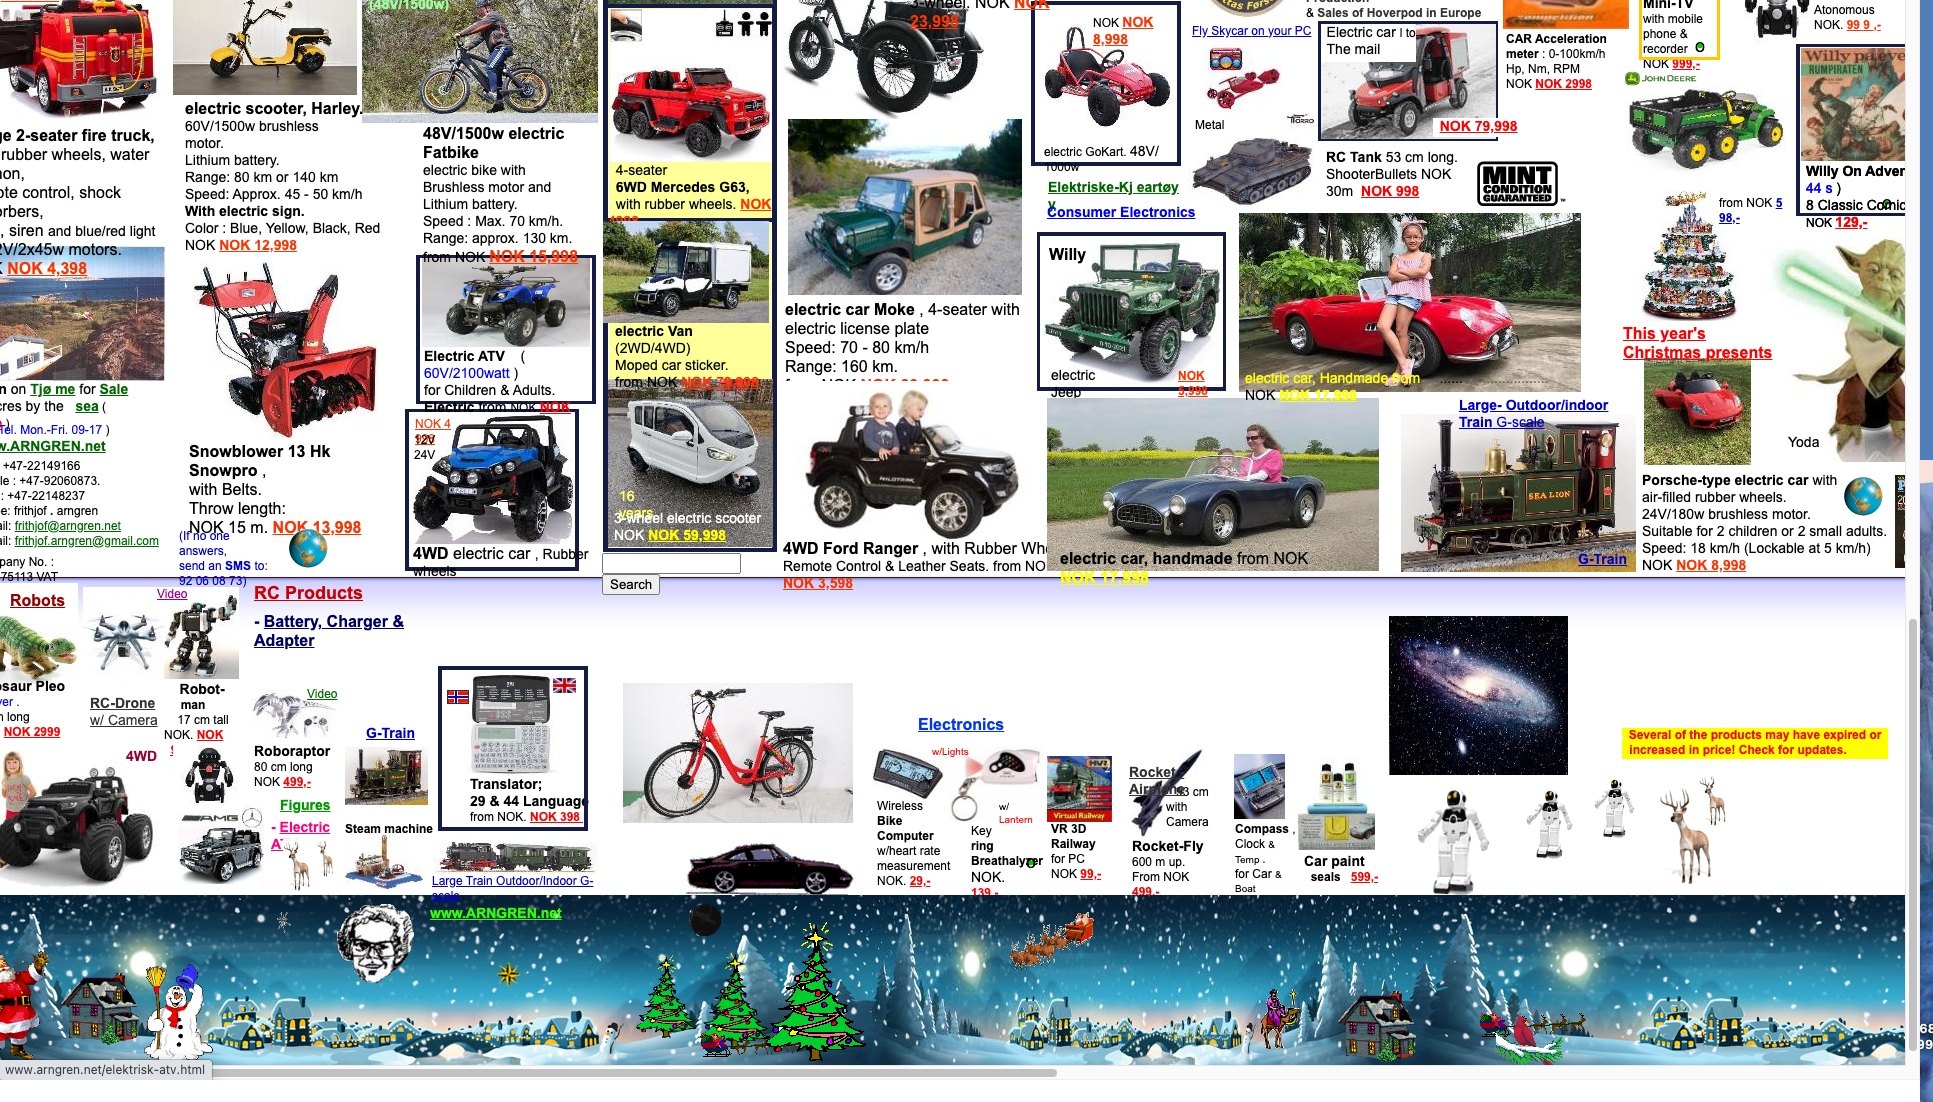 (48V/1500w)
ge 2-seater fire truck,
rubber wheels, water
non,
ote control, shock
orbers,
, siren and blue/red light
2V/2x45w motors.
NOK 4,398
n on Tjø me for Sale
cres by the sea (
Tel. Mon.-Fri. 09-17 )
w.ARNGREN.net
+47-22149166
le : +47-92060873.
: +47-22148237
e: frithjof . arngren
ail: frithjof@arngren.net
ail: frithjof.arngren@gmail.com
pany No. :
75113 VAT
electric scooter, Harley.
60V/1500w brushless
motor.
Lithium battery.
Range: 80 km or 140 km
Speed: Approx. 45 - 50 km/h
With electric sign.
Color : Blue, Yellow, Black, Red
NOK NOK 12,998
Snowblower 13 Hk
Snowpro ,
with Belts.
Throw length:
NOK 15 m. NOK 13,998
(If no one
answers,
send an SMS to:
92 06 08 73)
48V/1500w electric
Fatbike
electric bike with
Brushless motor and
Lithium battery.
Speed : Max. 70 km/h.
Range: approx. 130 km.
from NOK NOK 15,998
Electric ATV (
60V/2100watt )
for Children & Adults.
Electric from NOK NOK
NOK 4
12V
24V
4WD electric car , Rubber
wheels
4-seater
6WD Mercedes G63,
with rubber wheels. NOK
electric Van
(2WD/4WD)
Moped car sticker.
from NOK NOK 79,998
16
years
3-wheel electric scooter
NOK NOK 59,998
Search
3-wheel. NOK NOK
23,998
electric car Moke , 4-seater with
electric license plate
Speed: 70 - 80 km/h
Range: 160 km.
4WD Ford Ranger , with Rubber Whe
Remote Control & Leather Seats. from NO
NOK 3,598
NOK NOK
8,998
electric GoKart. 48V/
1000w
Elektriske-Kj eartøy
y
Consumer Electronics
Willy
electric
Jeep
NOK
5,998
Production
& Sales of Hoverpod in Europe
Fly Skycar on your PC
Metal
TORRO
Electric car l to
The mail
NOK 79,998
RC Tank 53 cm long.
ShooterBullets NOK
30m NOK 998
MINT
CONDITION
GUARANTEED
electric car, Handmade from
NOK NOK 17,998
electric car, handmade from NOK
NOK 17,998
Large- Outdoor/indoor
Train G-scale
SEA LION
G-Train
CAR Acceleration
meter : 0-100km/h
Hp, Nm, RPM
NOK NOK 2998
Mini-TV
with mobile
phone &
recorder
NOK 999,-
JOHN DEERE
Atonomous
NOK. 99 9 ,-
Willy på eve
RUMPIRATEN
Willy On Adver
44 s )
8 Classic Comic
NOK 129,-
from NOK 5
98,-
This year's
Christmas presents
Yoda
Porsche-type electric car with
air-filled rubber wheels.
24V/180w brushless motor.
Suitable for 2 children or 2 small adults.
Speed: 18 km/h (Lockable at 5 km/h)
NOK NOK 8,998
Robots
Video
RC Products
- Battery, Charger &
Adapter
osaur Pleo
ver .
n long
NOK 2999
RC-Drone
w/ Camera
Robot-
man
17 cm tall
NOK. NOK
4WD
Video
Roboraptor
80 cm long
NOK 499,-
AMG
Figures
- Electric
G-Train
Steam machine
Translator;
29 & 44 Language
from NOK. NOK 398
Large Train Outdoor/Indoor G-
scale
Electronics
w/Lights
Wireless
Bike
Computer
w/heart rate
measurement
NOK. 29,-
w/
Lantern
Key
ring
Breathalyzer
NOK.
139,-
Virtual Railway
VR 3D
Railway
for PC
NOK 99,-
Rocket-
Airplane
33 cm
with
Camera
Rocket-Fly
600 m up.
From NOK
499,-
Compass ,
Clock &
Temp .
for Car &
Boat
Car paint
seals 599,-
Several of the products may have expired or
increased in price! Check for updates.
www.ARNGREN.net
www.arngren.net/elektrisk-atv.html